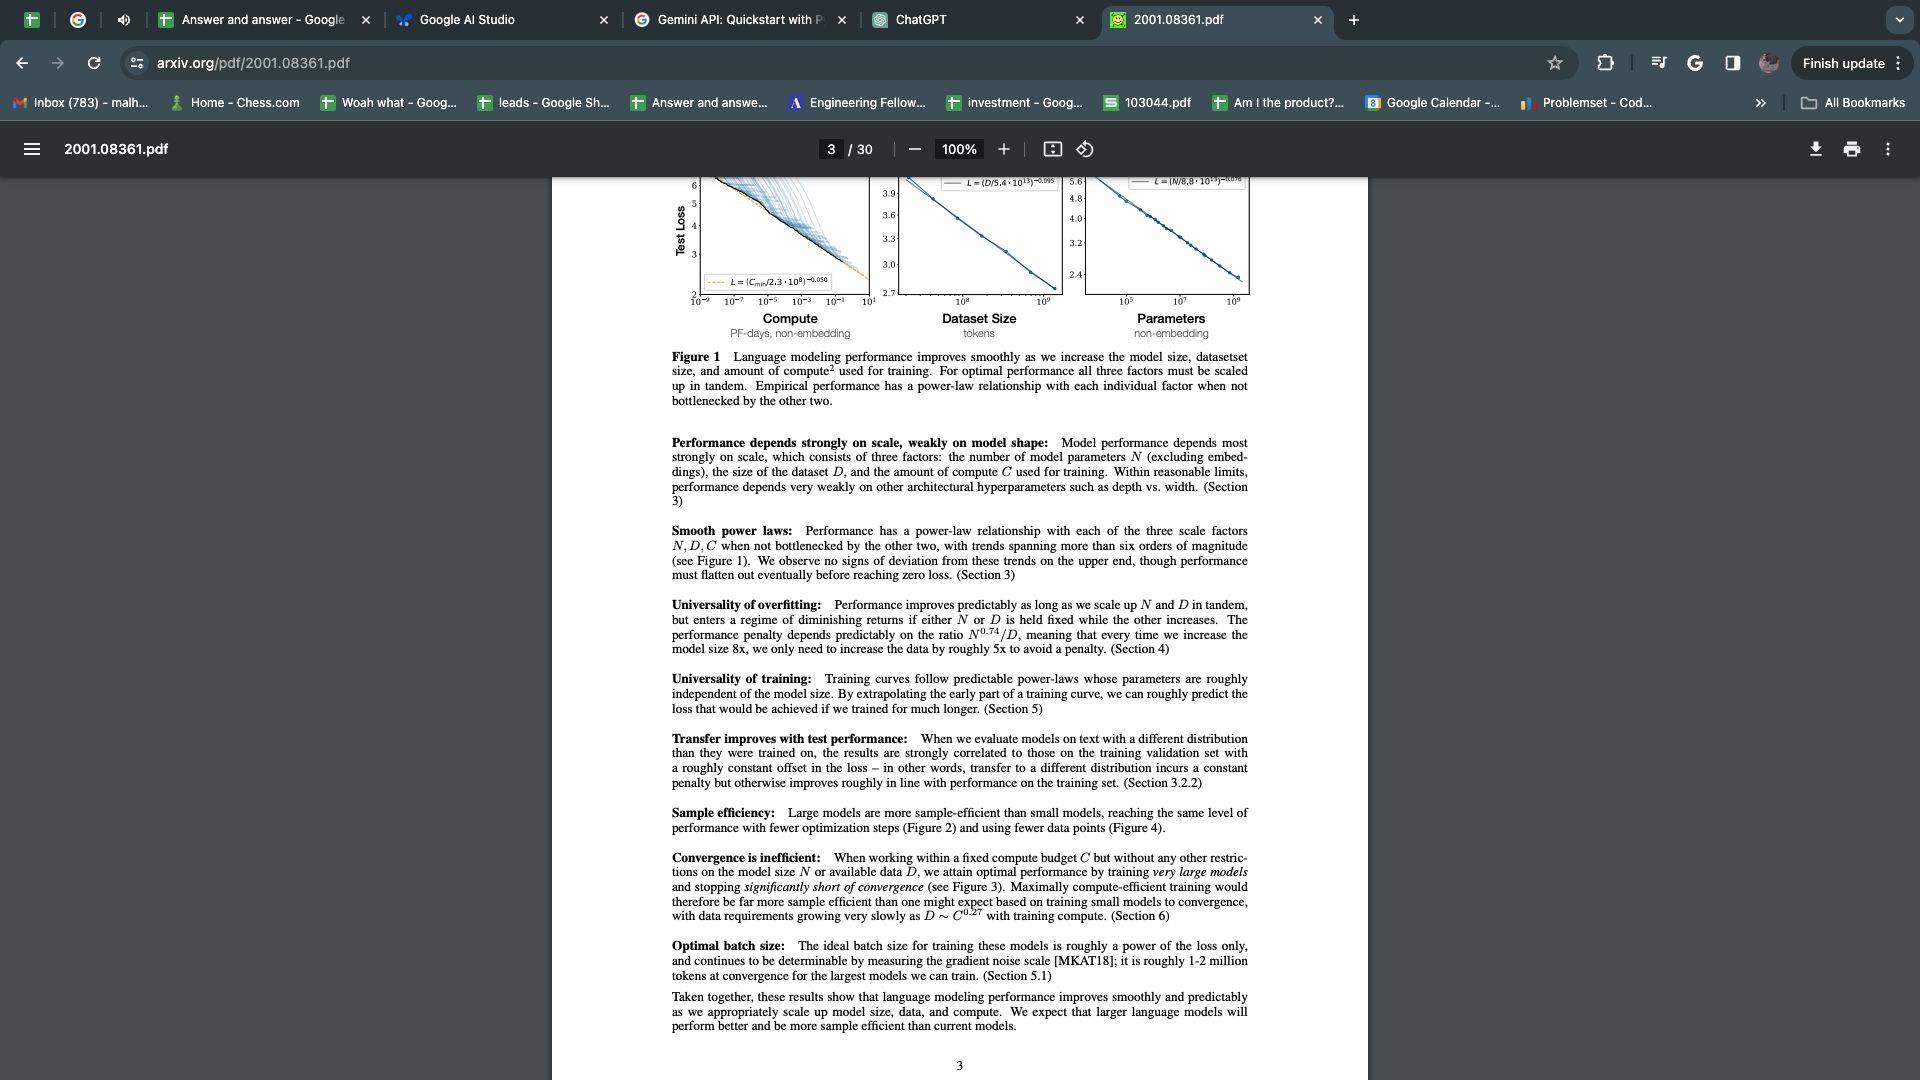 Answer and answer - Google
Google AI Studio
Gemini API: Quickstart with P
ChatGPT
2001.08361.pdf
arxiv.org/pdf/2001.08361.pdf
Finish update
Inbox (783) - malh...
Home - Chess.com
Woah what - Goog...
leads - Google Sh...
Answer and answe...
Engineering Fellow...
investment - Goog...
103044.pdf
Am I the product?...
Google Calendar -...
Problemset - Cod...
All Bookmarks
2001.08361.pdf
3 / 30
100%
Test Loss
6
5
4
3
2
L = (Cmin/2.3 · 10⁸)⁻⁰·⁰⁵⁰
10⁻⁹ 10⁻⁷ 10⁻⁵ 10⁻³ 10⁻¹ 10¹
Compute
PF-days, non-embedding
L = (D/5.4 · 10¹³)⁻⁰·⁰⁹⁵
3.9
3.6
3.3
3.0
2.7
10⁸ 10⁹
Dataset Size
tokens
L = (N/8.8 · 10¹³)⁻⁰·⁰⁷⁶
5.6
4.8
4.0
3.2
2.4
10⁵ 10⁷ 10⁹
Parameters
non-embedding
Figure 1 Language modeling performance improves smoothly as we increase the model size, datasetset
size, and amount of compute² used for training. For optimal performance all three factors must be scaled
up in tandem. Empirical performance has a power-law relationship with each individual factor when not
bottlenecked by the other two.
Performance depends strongly on scale, weakly on model shape: Model performance depends most
strongly on scale, which consists of three factors: the number of model parameters N (excluding embed-
dings), the size of the dataset D, and the amount of compute C used for training. Within reasonable limits,
performance depends very weakly on other architectural hyperparameters such as depth vs. width. (Section
3)
Smooth power laws: Performance has a power-law relationship with each of the three scale factors
N, D, C when not bottlenecked by the other two, with trends spanning more than six orders of magnitude
(see Figure 1). We observe no signs of deviation from these trends on the upper end, though performance
must flatten out eventually before reaching zero loss. (Section 3)
Universality of overfitting: Performance improves predictably as long as we scale up N and D in tandem,
but enters a regime of diminishing returns if either N or D is held fixed while the other increases. The
performance penalty depends predictably on the ratio N⁰·⁷⁴/D, meaning that every time we increase the
model size 8x, we only need to increase the data by roughly 5x to avoid a penalty. (Section 4)
Universality of training: Training curves follow predictable power-laws whose parameters are roughly
independent of the model size. By extrapolating the early part of a training curve, we can roughly predict the
loss that would be achieved if we trained for much longer. (Section 5)
Transfer improves with test performance: When we evaluate models on text with a different distribution
than they were trained on, the results are strongly correlated to those on the training validation set with
a roughly constant offset in the loss – in other words, transfer to a different distribution incurs a constant
penalty but otherwise improves roughly in line with performance on the training set. (Section 3.2.2)
Sample efficiency: Large models are more sample-efficient than small models, reaching the same level of
performance with fewer optimization steps (Figure 2) and using fewer data points (Figure 4).
Convergence is inefficient: When working within a fixed compute budget C but without any other restric-
tions on the model size N or available data D, we attain optimal performance by training very large models
and stopping significantly short of convergence (see Figure 3). Maximally compute-efficient training would
therefore be far more sample efficient than one might expect based on training small models to convergence,
with data requirements growing very slowly as D ∼ C⁰·²⁷ with training compute. (Section 6)
Optimal batch size: The ideal batch size for training these models is roughly a power of the loss only,
and continues to be determinable by measuring the gradient noise scale [MKAT18]; it is roughly 1-2 million
tokens at convergence for the largest models we can train. (Section 5.1)
Taken together, these results show that language modeling performance improves smoothly and predictably
as we appropriately scale up model size, data, and compute. We expect that larger language models will
perform better and be more sample efficient than current models.
3